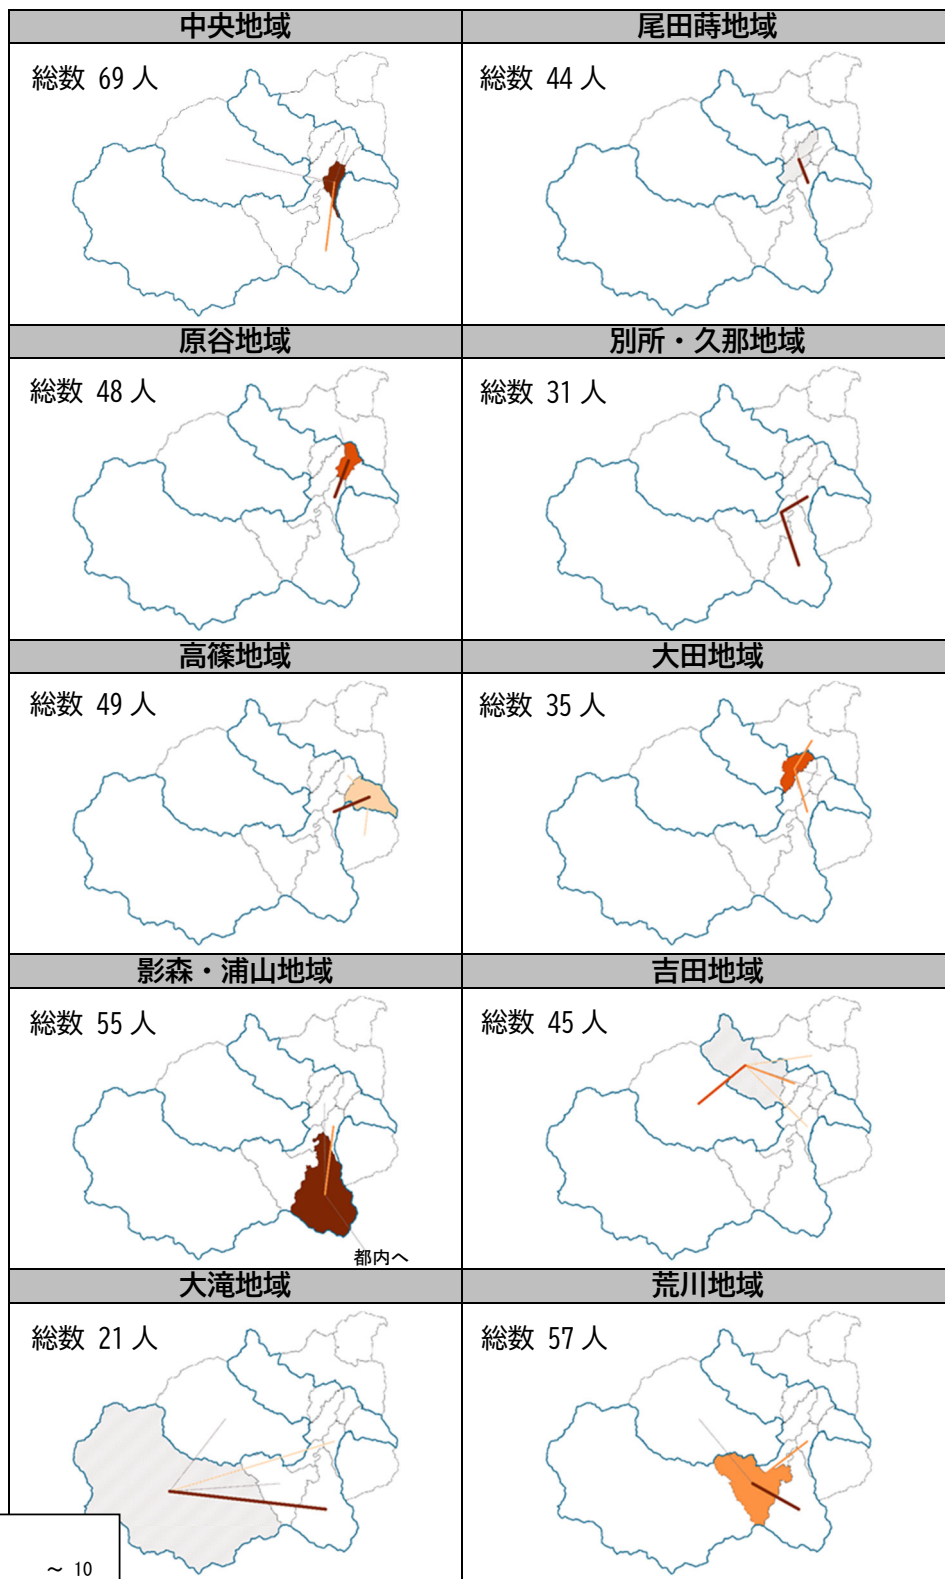 中央地域
尾田蒔地域
総数 69 人
総数 44 人
原谷地域
別所・久那地域
総数 48 人
総数 31 人
高篠地域
大田地域
総数 49 人
総数 35 人
影森・浦山地域
吉田地域
総数 55 人
総数 45 人
都内へ
大滝地域
荒川地域
総数 21 人
総数 57 人
～ 10